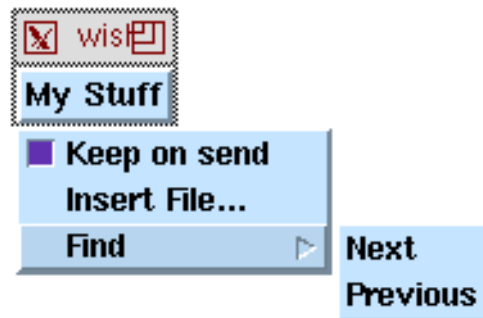 wish
My Stuff
Keep on send
Insert File...
Find
Next
Previous